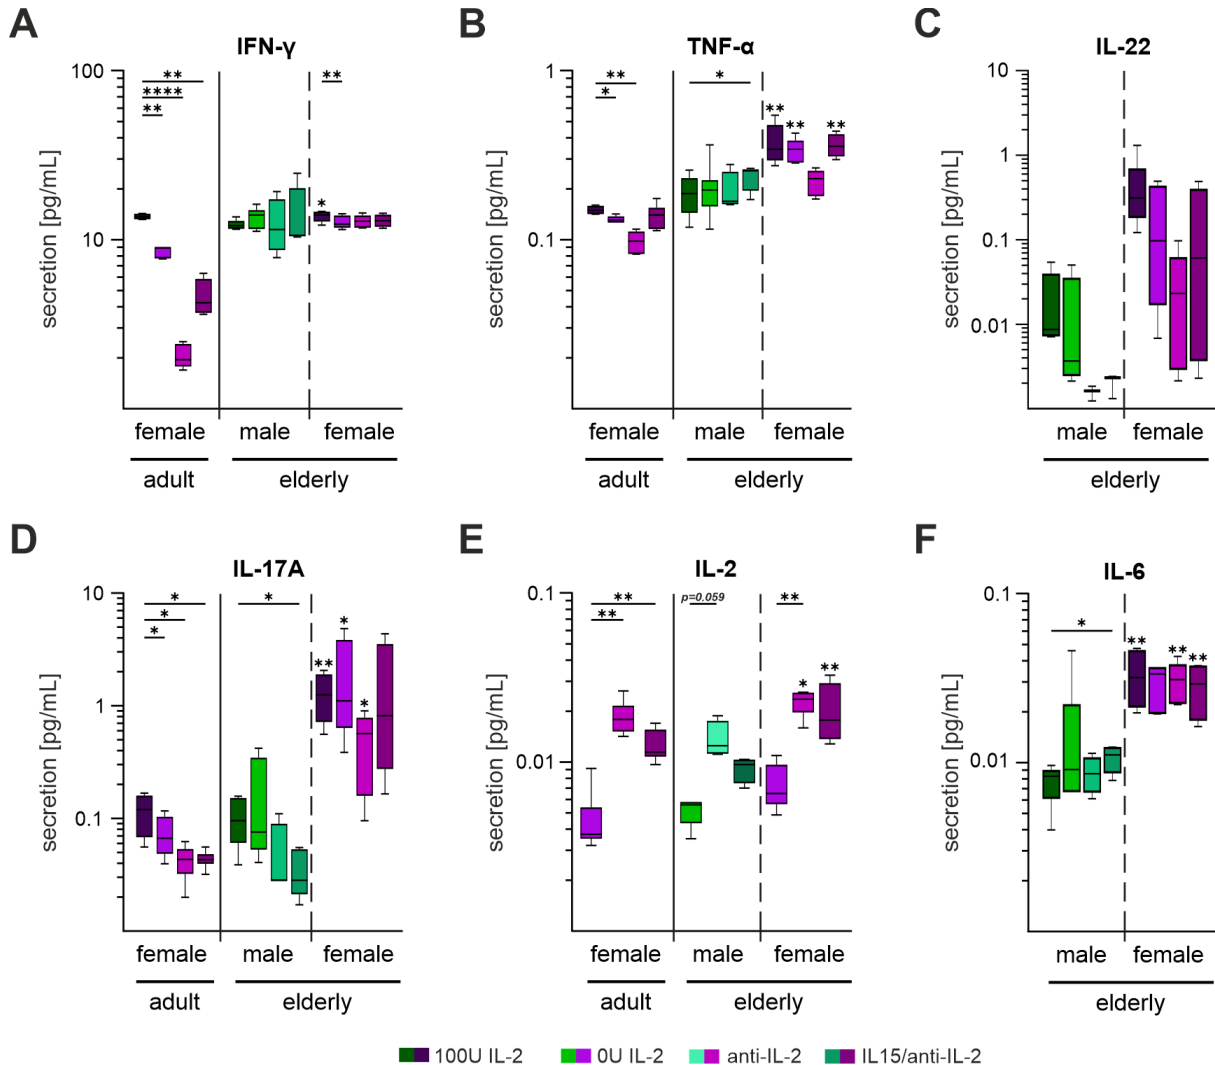 A
IFN-γ
secretion [pg/mL]
100
10
**
****
**
**
*
female
male
female
adult
elderly
B
TNF-α
secretion [pg/mL]
1
0.1
**
*
*
**
**
**
female
male
female
adult
elderly
C
IL-22
secretion [pg/mL]
10
1
0.1
0.01
male
female
elderly
D
IL-17A
secretion [pg/mL]
10
1
0.1
*
*
*
*
**
*
*
female
male
female
adult
elderly
E
IL-2
secretion [pg/mL]
0.1
0.01
**
**
p=0.059
**
*
**
female
male
female
adult
elderly
F
IL-6
secretion [pg/mL]
0.1
0.01
*
**
**
**
male
female
elderly
100U IL-2
0U IL-2
anti-IL-2
IL15/anti-IL-2